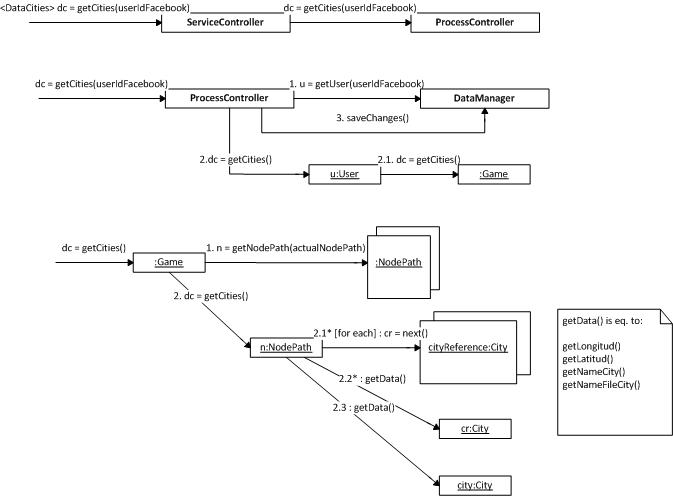 <DataCities> dc = getCities(userIdFacebook)
dc = getCities(userIdFacebook)
ServiceController
ProcessController
dc = getCities(userIdFacebook)
1. u = getUser(userIdFacebook)
ProcessController
DataManager
3. saveChanges()
2.dc = getCities()
2.1. dc = getCities()
u:User
:Game
dc = getCities()
1. n = getNodePath(actualNodePath)
:Game
:NodePath
2. dc = getCities()
2.1* [for each] : cr = next()
n:NodePath
cityReference:City
2.2* : getData()
2.3 : getData()
cr:City
city:City
getData() is eq. to:
getLongitud()
getLatitud()
getNameCity()
getNameFileCity()